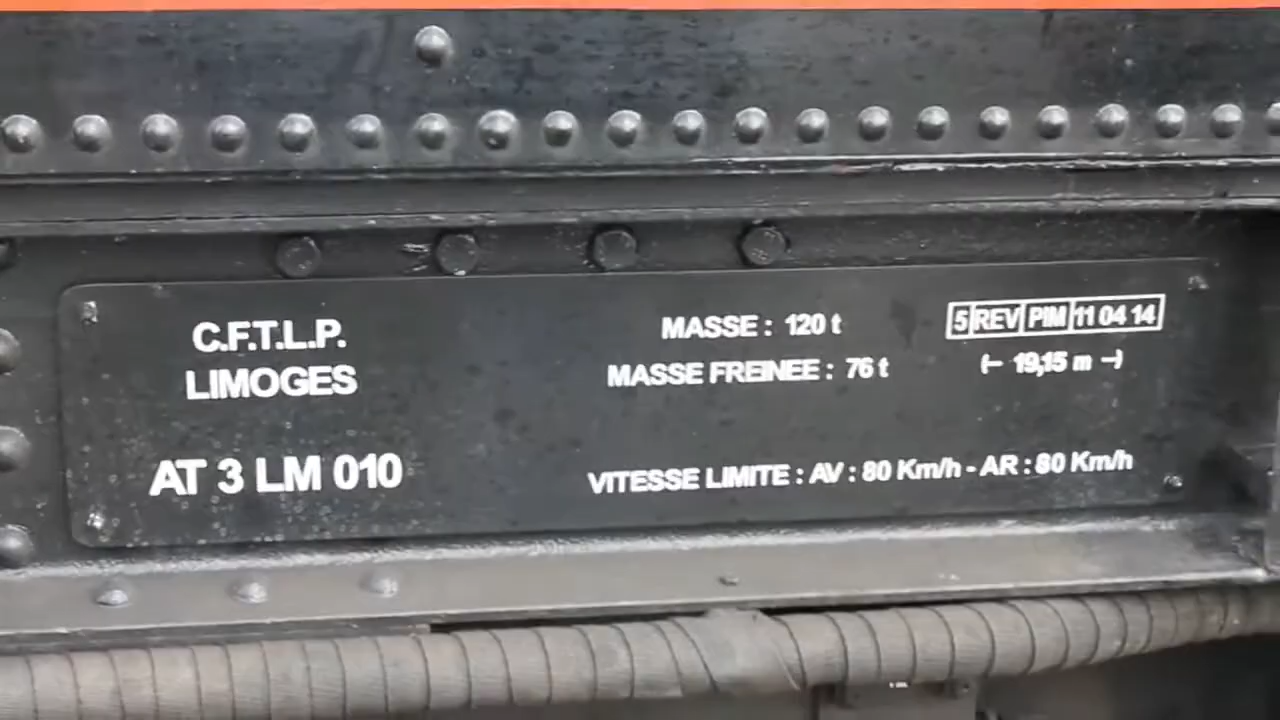 C.F.T.L.P.
LIMOGES
AT 3 LM 010
MASSE : 120 t
MASSE FREINEE : 76 t
VITESSE LIMITE : AV : 80 Km/h - AR : 80 Km/h
5 REV PIM 11 04 14
19,15 m